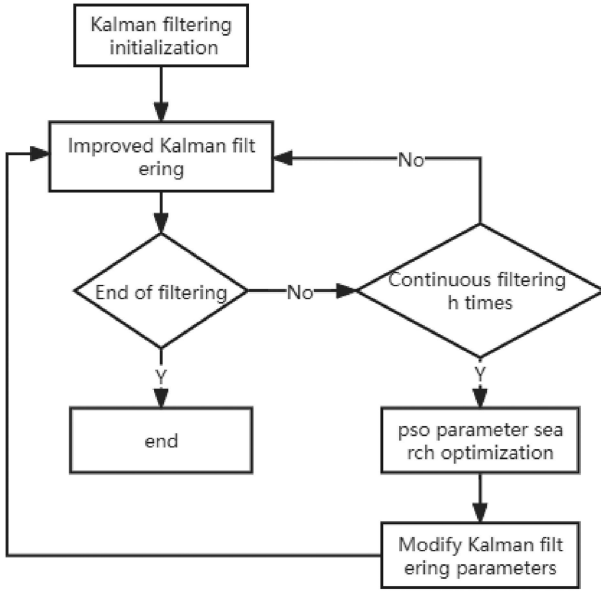 Kalman filtering
initialization
Improved Kalman filt
ering
No
End of filtering
No
Continuous filtering
h times
Y
Y
end
pso parameter sea
rch optimization
Modify Kalman filt
ering parameters